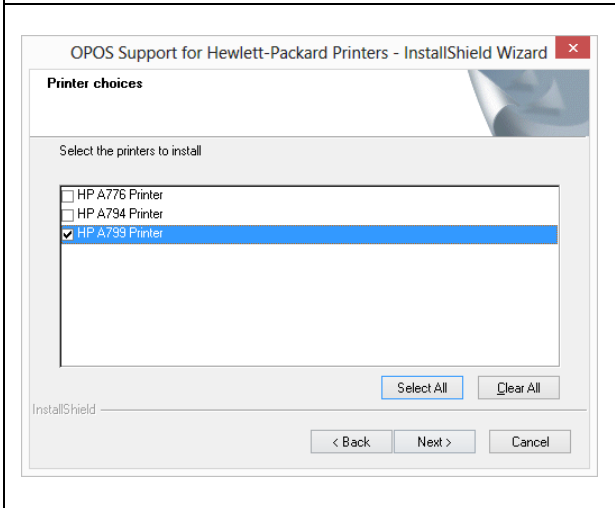 OPOS Support for Hewlett-Packard Printers - InstallShield Wizard
Printer choices
Select the printers to install
HP A776 Printer
HP A794 Printer
HP A799 Printer
Select All Clear All
InstallShield
< Back Next > Cancel